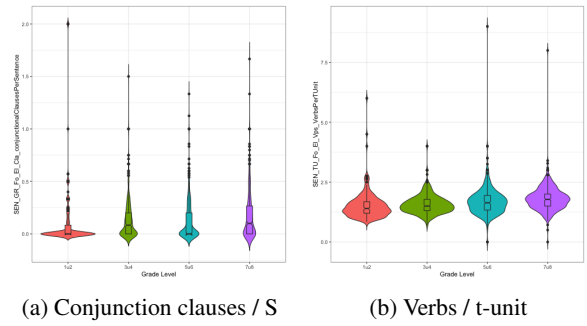 SEN_GR_Fo_El_Cla_conjunctionalClausesPerSentence
2.0
1.5
1.0
0.5
0.0
1u2
3u4
5u6
7u8
Grade Level
(a) Conjunction clauses / S
SEN_TU_Fo_El_Vps_VerbsPerTUnit
7.5
5.0
2.5
0.0
1u2
3u4
5u6
7u8
Grade Level
(b) Verbs / t-unit